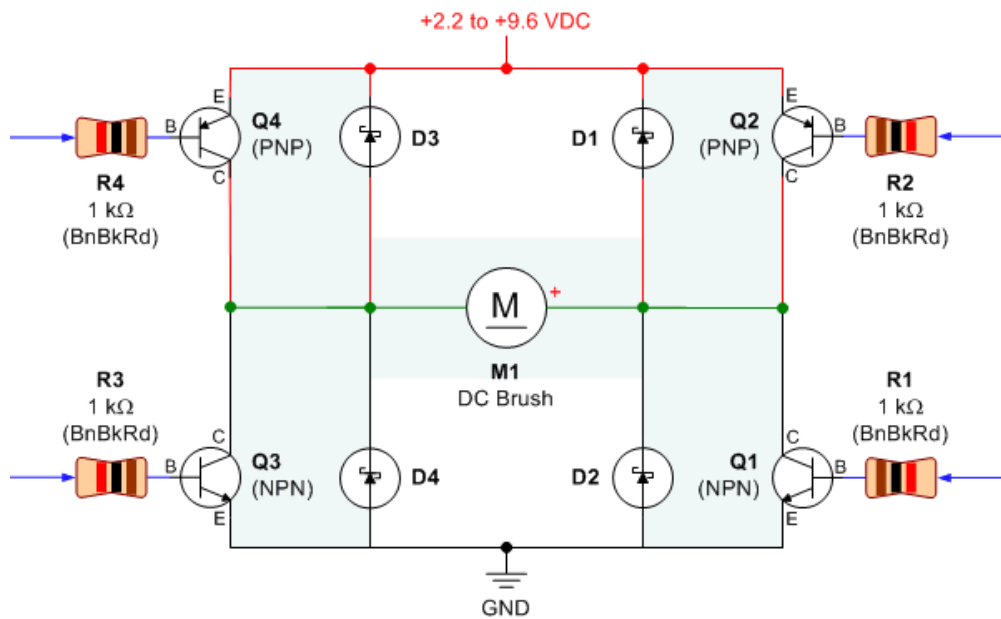 +2.2 to +9.6 VDC
E
B
Q4
(PNP)
C
R4
1 kΩ
(BnBkRd)
D3
D1
E
Q2
(PNP)
B
C
R2
1 kΩ
(BnBkRd)
M
+
M1
DC Brush
R3
1 kΩ
(BnBkRd)
C
B
Q3
(NPN)
E
D4
D2
C
Q1
(NPN)
B
E
R1
1 kΩ
(BnBkRd)
GND